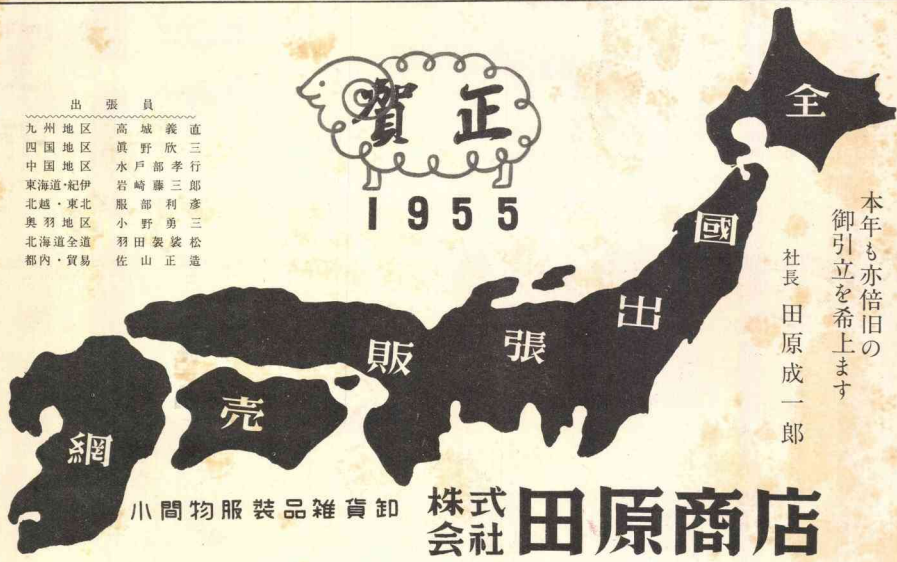 賀正
1955
出張員
九州地区 高城義直
四国地区 眞野欣三
中国地区 水戸部孝行
東海道・紀伊 岩崎藤三郎
北越・東北 服部利彦
奥羽地区 小野勇三
北海道全道 羽田袈裟松
都内・貿易 佐山正造
全國出張販売網
本年も亦倍旧の
御引立を希上ます
社長 田原成一郎
小間物服装品雑貨卸
株式会社 田原商店